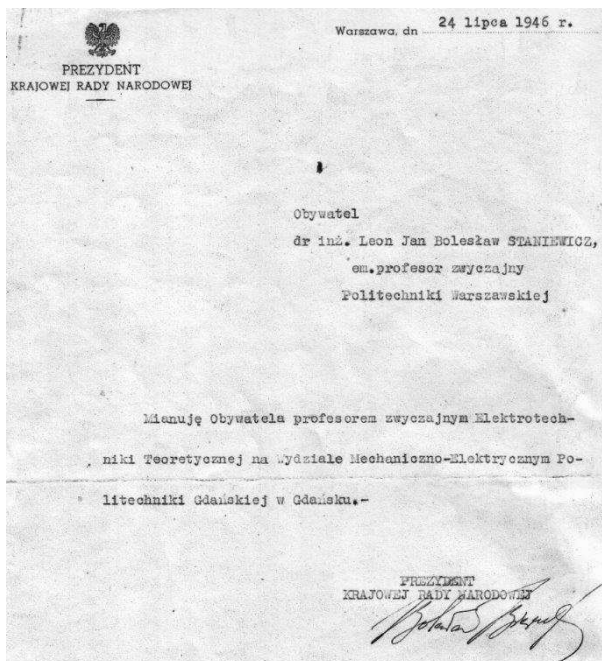 Warszawa, dn 24 lipca 1946 r.
PREZYDENT
KRAJOWEJ RADY NARODOWEJ
Obywatel
dr inż. Leon Jan Bolesław STANIEWICZ,
em.profesor zwyczajny
Politechniki Warszawskiej
Mianuję Obywatela profesorem zwyczajnym Elektrotech-
niki Teoretycznej na Wydziale Mechaniczno-Elektrycznym Po-
litechniki Gdańskiej w Gdańsku.-
PREZYDENT
KRAJOWEJ RADY NARODOWEJ